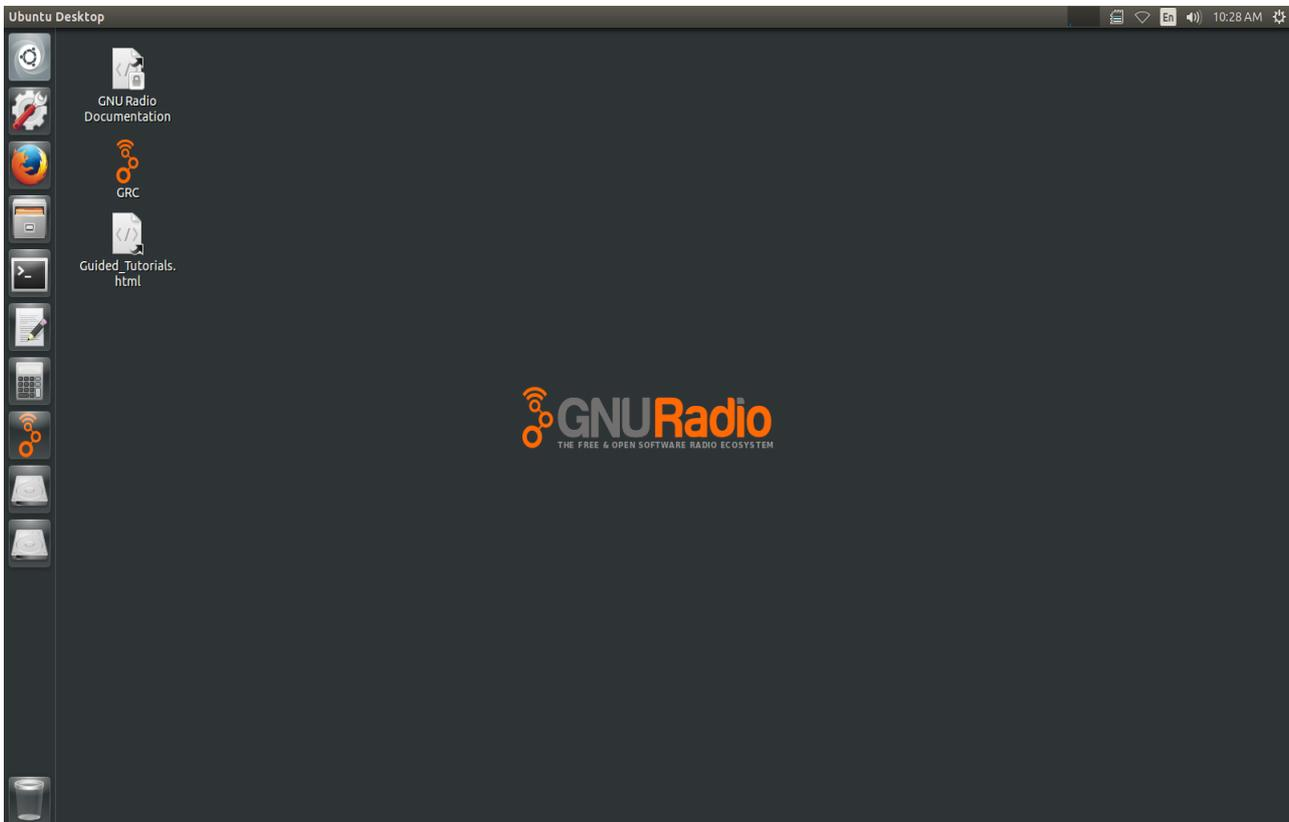 Ubuntu Desktop
En
10:28 AM
GNU Radio
Documentation
GRC
Guided_Tutorials.
html
GNURadio
THE FREE & OPEN SOFTWARE RADIO ECOSYSTEM